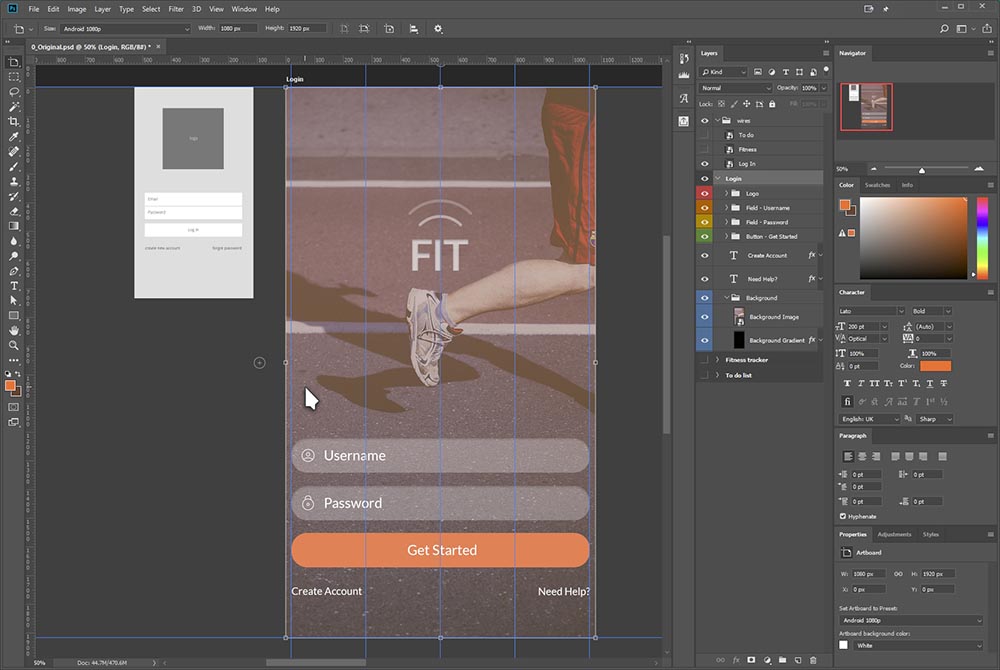 Ps File Edit Image Layer Type Select Filter 3D View Window Help
Size: Android 1080p Width: 1080 px Height: 1920 px
0_Original.psd @ 50% (Login, RGB/8#) * ×
Login
logo
Email
Password
Log In
create new account forgot password
FIT
Username
Password
Get Started
Create Account Need Help?
50% Doc: 44.7M/470.6M
Layers
Kind
Normal Opacity: 100%
Lock: Fill: 100%
wires
To do
Fitness
Log In
Login
Logo
Field - Username
Field - Password
Button - Get Started
T Create Account fx
T Need Help? fx
Background
Background Image
Background Gradient fx
Fitness tracker
To do list
Navigator
50%
Color Swatches Info
Character
Lato Bold
200 pt (Auto)
Optical 0
100% 100%
0 pt Color:
English: UK Sharp
Paragraph
0 pt 0 pt
0 pt
0 pt 0 pt
Hyphenate
Properties Adjustments Styles
Artboard
W: 1080 px H: 1920 px
X: 0 px Y: 0 px
Set Artboard to Preset:
Android 1080p
Artboard background color:
White